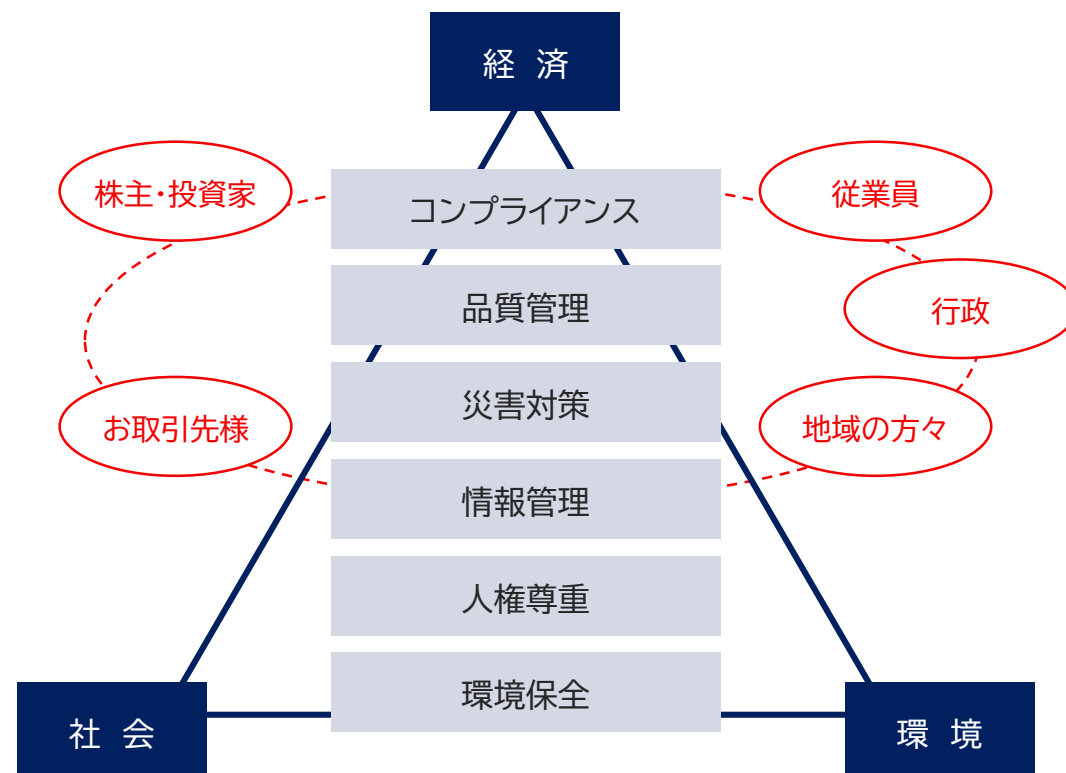 経 済
株主・投資家
従業員
コンプライアンス
品質管理
行政
災害対策
お取引先様
地域の方々
情報管理
人権尊重
環境保全
社 会
環 境